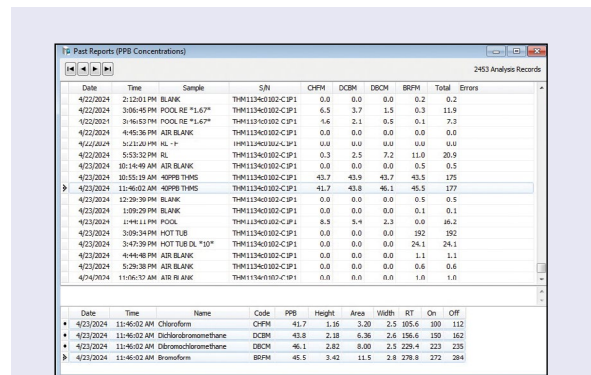 Past Reports (PPB Concentrations)
2453 Analysis Records
Date Time Sample S/N CHFM DCBM DBCM BRFM Total Errors
4/22/2024 2:12:01 PM BLANK THM1134c0102-C1P1 0.0 0.0 0.0 0.2 0.2
4/22/2024 3:06:45 PM POOL RE *1.67* THM1134c0102-C1P1 6.5 3.7 1.5 0.3 11.9
4/22/2024 3:46:53 PM POOL RE *1.67* THM1134c0102-C1P1 4.6 2.1 0.5 0.1 7.3
4/22/2024 4:45:36 PM AIR BLANK THM1134c0102-C1P1 0.0 0.0 0.0 0.0 0.0
4/22/2024 5:21:20 PM RL - F THM1134c0102-C1P1 0.0 0.0 0.0 0.0 0.0
4/22/2024 5:53:32 PM RL THM1134c0102-C1P1 0.3 2.5 7.2 11.0 20.9
4/23/2024 10:14:49 AM AIR BLANK THM1134c0102-C1P1 0.0 0.0 0.0 0.5 0.5
4/23/2024 10:55:19 AM 40PPB THMS THM1134c0102-C1P1 43.7 43.9 43.7 43.5 175
4/23/2024 11:46:02 AM 40PPB THMS THM1134c0102-C1P1 41.7 43.8 46.1 45.5 177
4/23/2024 12:29:39 PM BLANK THM1134c0102-C1P1 0.0 0.0 0.0 0.5 0.5
4/23/2024 1:09:29 PM BLANK THM1134c0102-C1P1 0.0 0.0 0.0 0.1 0.1
4/23/2024 1:44:11 PM POOL THM1134c0102-C1P1 8.5 5.4 2.3 0.0 16.2
4/23/2024 3:09:34 PM HOT TUB THM1134c0102-C1P1 0.0 0.0 0.0 192 192
4/23/2024 3:47:39 PM HOT TUB DL *10* THM1134c0102-C1P1 0.0 0.0 0.0 24.1 24.1
4/23/2024 4:44:48 PM AIR BLANK THM1134c0102-C1P1 0.0 0.0 0.0 1.1 1.1
4/23/2024 5:29:38 PM AIR BLANK THM1134c0102-C1P1 0.0 0.0 0.0 0.6 0.6
4/24/2024 11:06:32 AM AIR BLANK THM1134c0102-C1P1 0.0 0.0 0.0 1.0 1.0
Date Time Name Code PPB Height Area Width RT On Off
4/23/2024 11:46:02 AM Chloroform CHFM 41.7 1.16 3.20 2.5 105.6 100 112
4/23/2024 11:46:02 AM Dichlorobromomethane DCBM 43.8 2.18 6.36 2.6 156.6 150 162
4/23/2024 11:46:02 AM Dibromochloromethane DBCM 46.1 2.82 8.00 2.5 229.4 223 235
4/23/2024 11:46:02 AM Bromoform BRFM 45.5 3.42 11.5 2.8 278.8 272 284